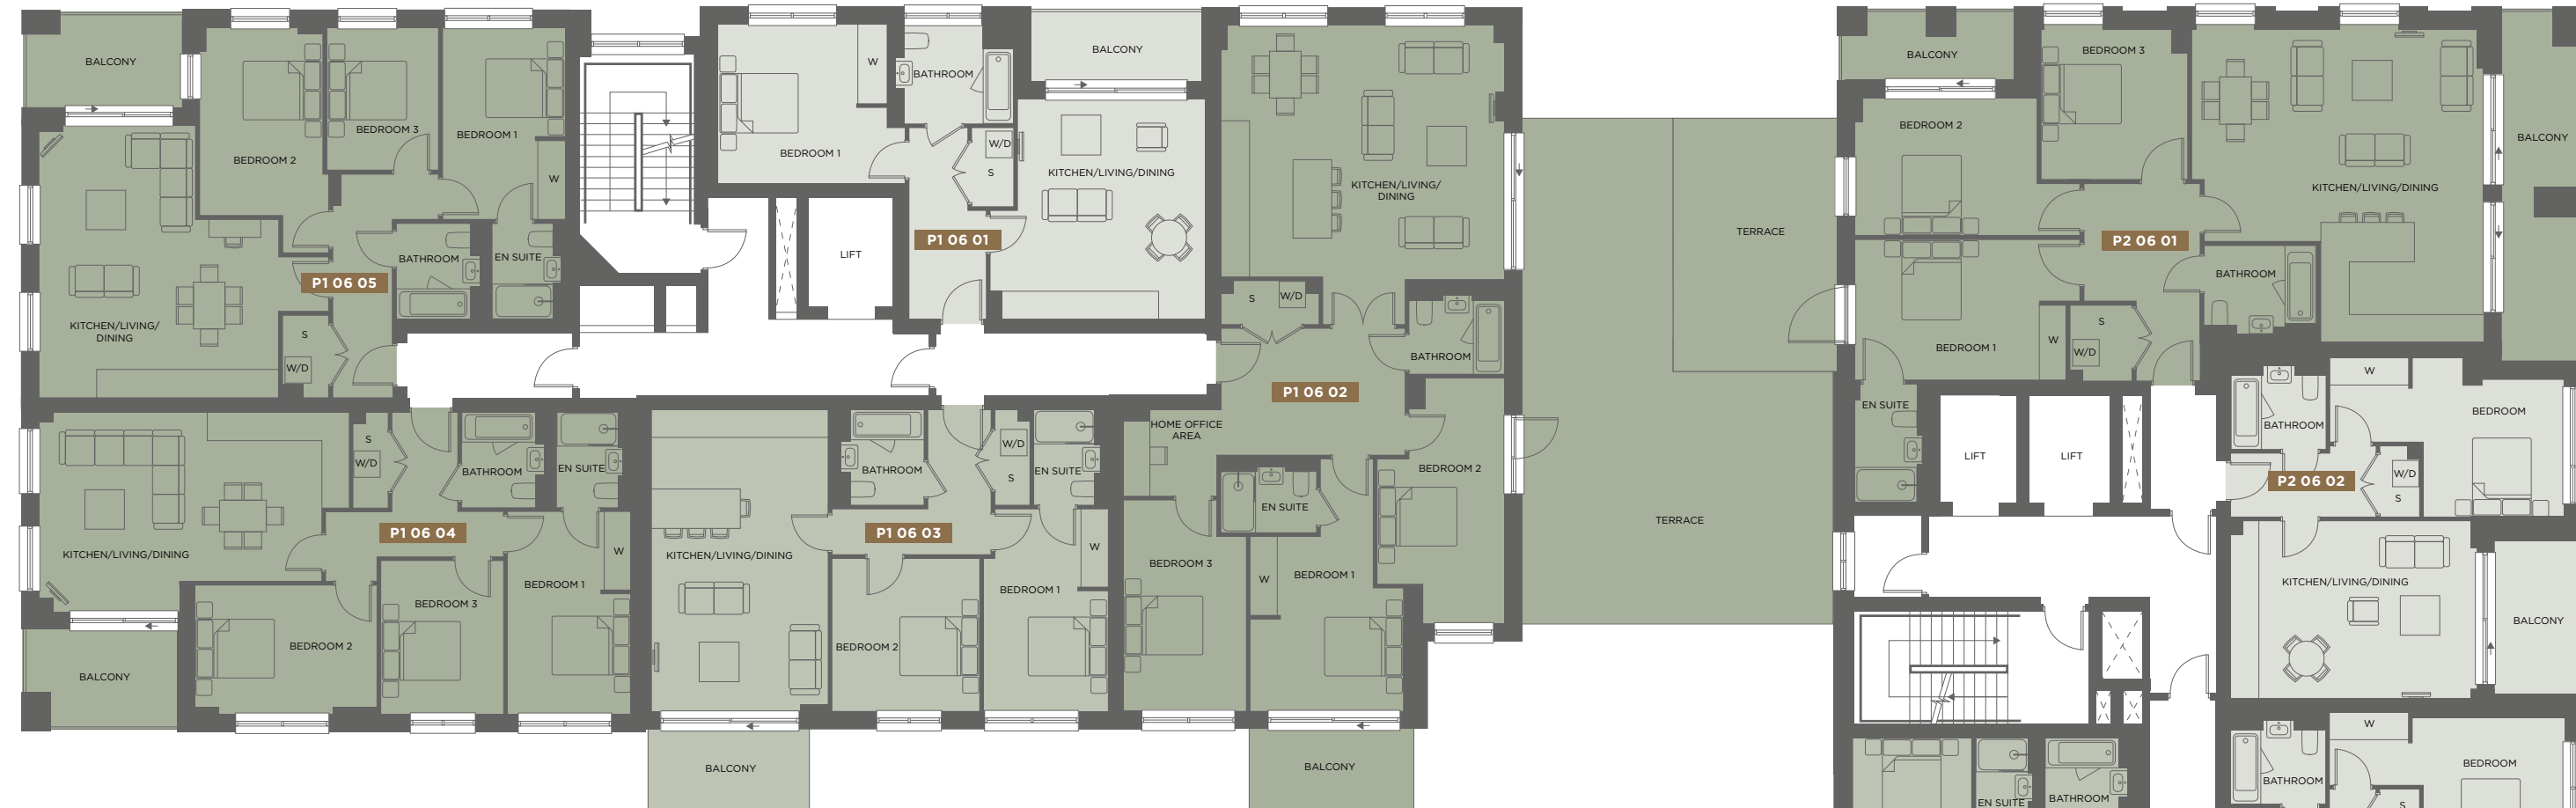 BALCONY
BEDROOM 2
BEDROOM 3
BEDROOM 1
W
KITCHEN/LIVING/
DINING
BATHROOM
EN SUITE
P1 06 05
S
W/D
BEDROOM 1
W
BATHROOM
BALCONY
W/D
S
KITCHEN/LIVING/DINING
P1 06 01
LIFT
KITCHEN/LIVING/
DINING
S
W/D
BATHROOM
P1 06 02
HOME OFFICE
AREA
BEDROOM 2
EN SUITE
BEDROOM 3
W
BEDROOM 1
BALCONY
TERRACE
TERRACE
S
W/D
BATHROOM
EN SUITE
P1 06 04
KITCHEN/LIVING/DINING
W
BEDROOM 1
BEDROOM 3
BEDROOM 2
BALCONY
BATHROOM
W/D
S
EN SUITE
P1 06 03
KITCHEN/LIVING/DINING
W
BEDROOM 1
BEDROOM 2
BALCONY
BALCONY
BEDROOM 3
BEDROOM 2
KITCHEN/LIVING/DINING
BALCONY
P2 06 01
BATHROOM
S
W/D
W
BEDROOM 1
EN SUITE
LIFT
LIFT
W
BEDROOM
BATHROOM
P2 06 02
W/D
S
KITCHEN/LIVING/DINING
BALCONY
W
BEDROOM
BATHROOM
S
EN SUITE
BATHROOM